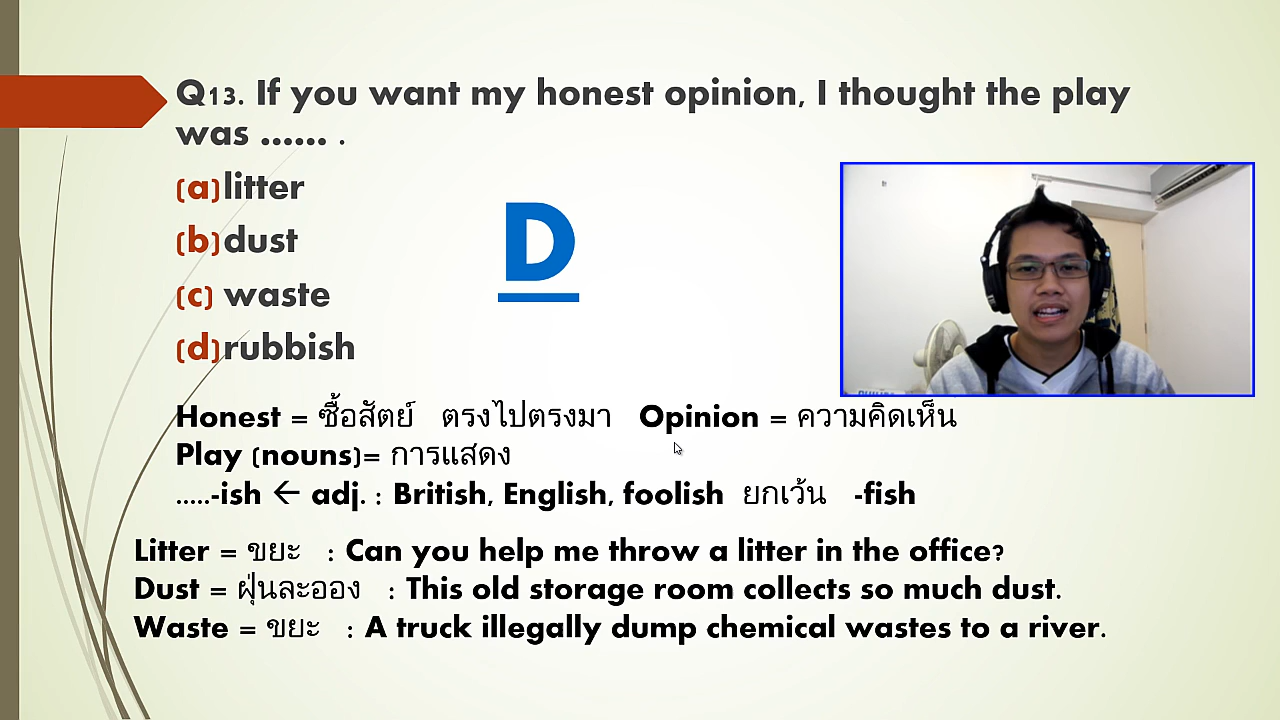 Q13. If you want my honest opinion, I thought the play
was ...... .
(a)litter
(b)dust
(c) waste
(d)rubbish
D
Honest = ซื้อสัตย์ ตรงไปตรงมา Opinion = ความคิดเห็น
Play (nouns)= การแสดง
.....-ish ← adj. : British, English, foolish ยกเว้น -fish
Litter = ขยะ : Can you help me throw a litter in the office?
Dust = ฝุ่นละออง : This old storage room collects so much dust.
Waste = ขยะ : A truck illegally dump chemical wastes to a river.